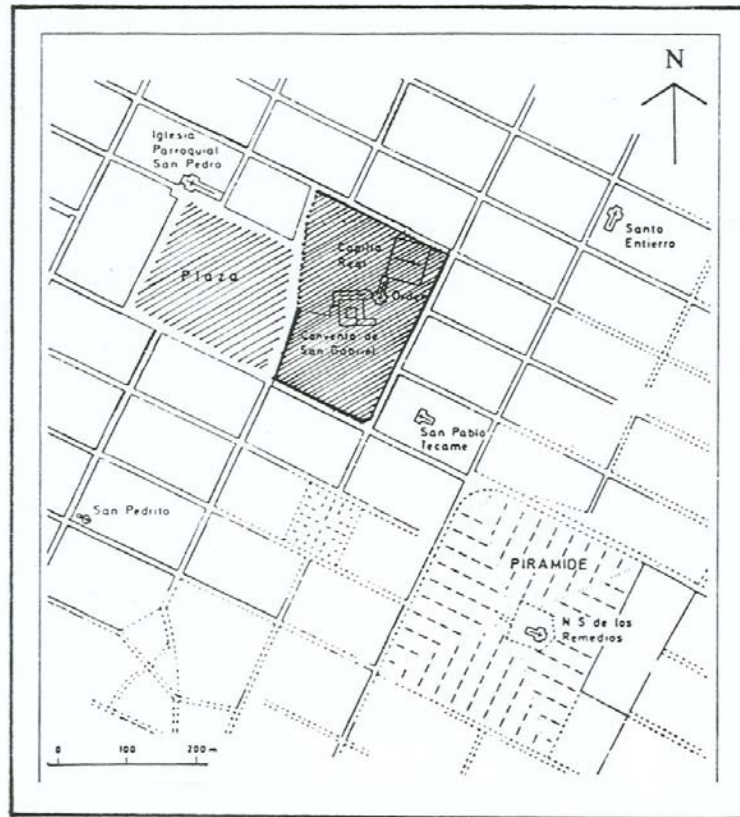 N
Iglesia
Parroquial
San Pedro
Santo
Entierro
Capilla
Real
Plaza
Orden
Convento de
San Gabriel
San Pablo
Tecame
San Pedrito
PIRAMIDE
N S de los
Remedios
0 100 200 m